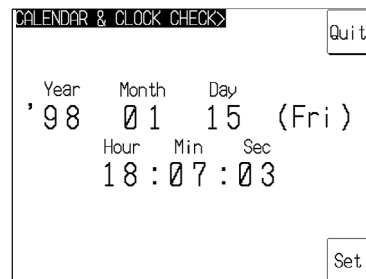 CALENDAR & CLOCK CHECK>
Quit
Year Month Day
'98 01 15 (Fri)
Hour Min Sec
18:07:03
Set